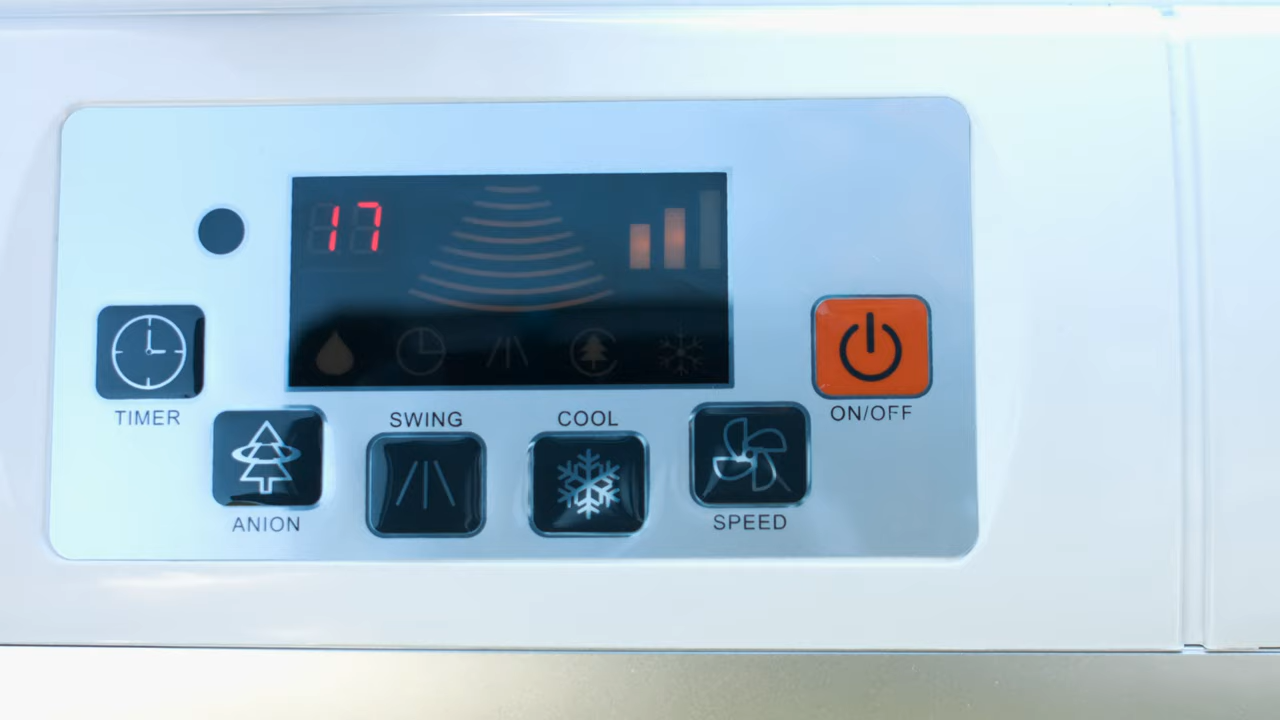 17
TIMER
SWING
COOL
ON/OFF
ANION
SPEED